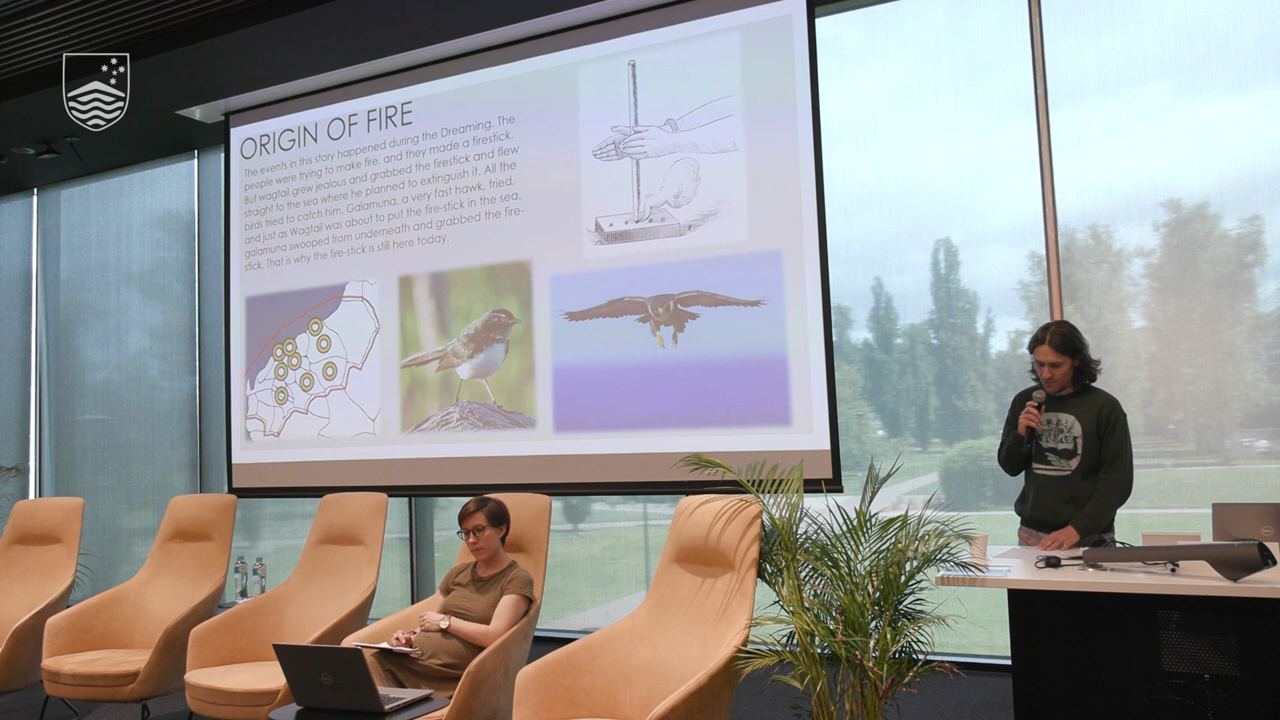 ORIGIN OF FIRE
The events in this story happened during the Dreaming. The
people were trying to make fire, and they made a firestick.
But wagtail grew jealous and grabbed the firestick and flew
straight to the sea where he planned to extinguish it. All the
birds tried to catch him. Galamuna, a very fast hawk, tried,
and just as Wagtail was about to put the fire-stick in the sea,
galamuna swooped from underneath and grabbed the fire-
stick. That is why the fire-stick is still here today.
DELL